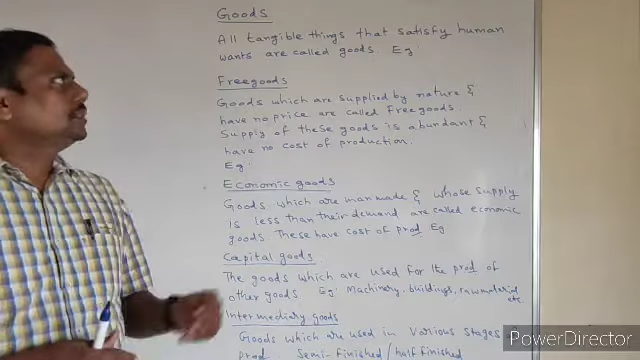 Goods
All tangible things that satisfy human
wants are called goods. Eg:
Freegoods
Goods which are supplied by nature &
have no price are called Freegoods.
Supply of these goods is abundant &
have no cost of production.
Eg:
Economic goods
Goods which are man made & whose supply
is less than their demand are called economic
goods. These have cost of prod Eg
Capital goods
The goods which are used for the prod of
other goods Eg: Machinery, buildings, raw material etc
Intermediary goods
Goods which are used in various stages
Prod Semi-finished/half finished
PowerDirector